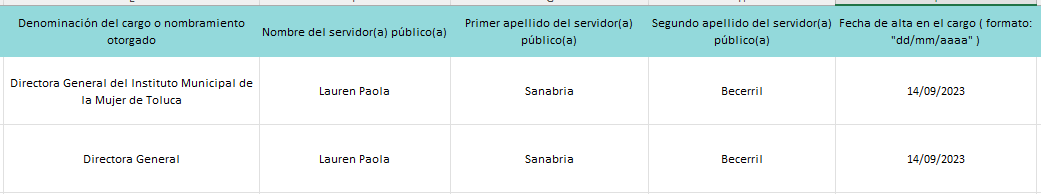 Denominación del cargo o nombramiento otorgado
Nombre del servidor(a) público(a)
Primer apellido del servidor(a) público(a)
Segundo apellido del servidor(a) público(a)
Fecha de alta en el cargo ( formato: "dd/mm/aaaa" )
Directora General del Instituto Municipal de la Mujer de Toluca
Lauren Paola
Sanabria
Becerril
14/09/2023
Directora General
Lauren Paola
Sanabria
Becerril
14/09/2023